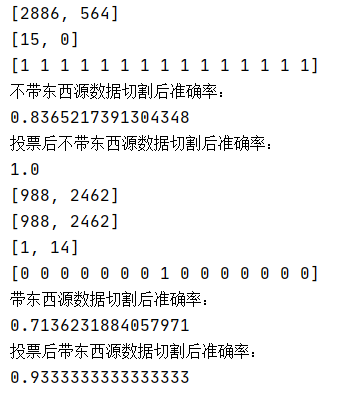 [2886, 564]
[15, 0]
[1 1 1 1 1 1 1 1 1 1 1 1 1 1 1]
不带东西源数据切割后准确率：
0.8365217391304348
投票后不带东西源数据切割后准确率：
1.0
[988, 2462]
[988, 2462]
[1, 14]
[0 0 0 0 0 0 0 1 0 0 0 0 0 0 0]
带东西源数据切割后准确率：
0.7136231884057971
投票后带东西源数据切割后准确率：
0.9333333333333333